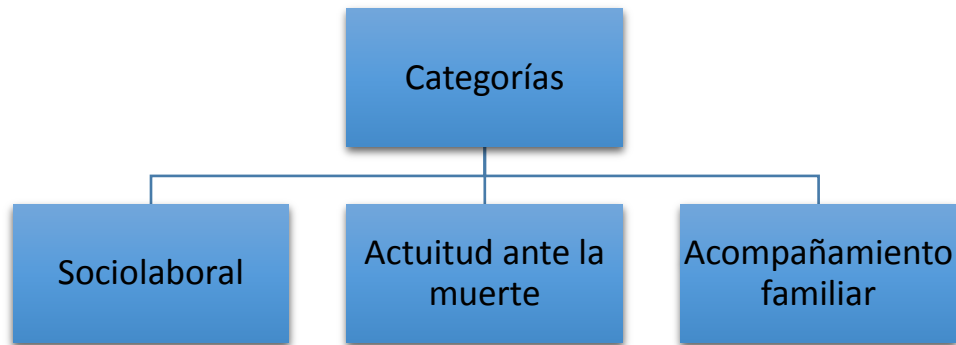 Categorías
Sociolaboral
Actuitud ante la
muerte
Acompañamiento
familiar